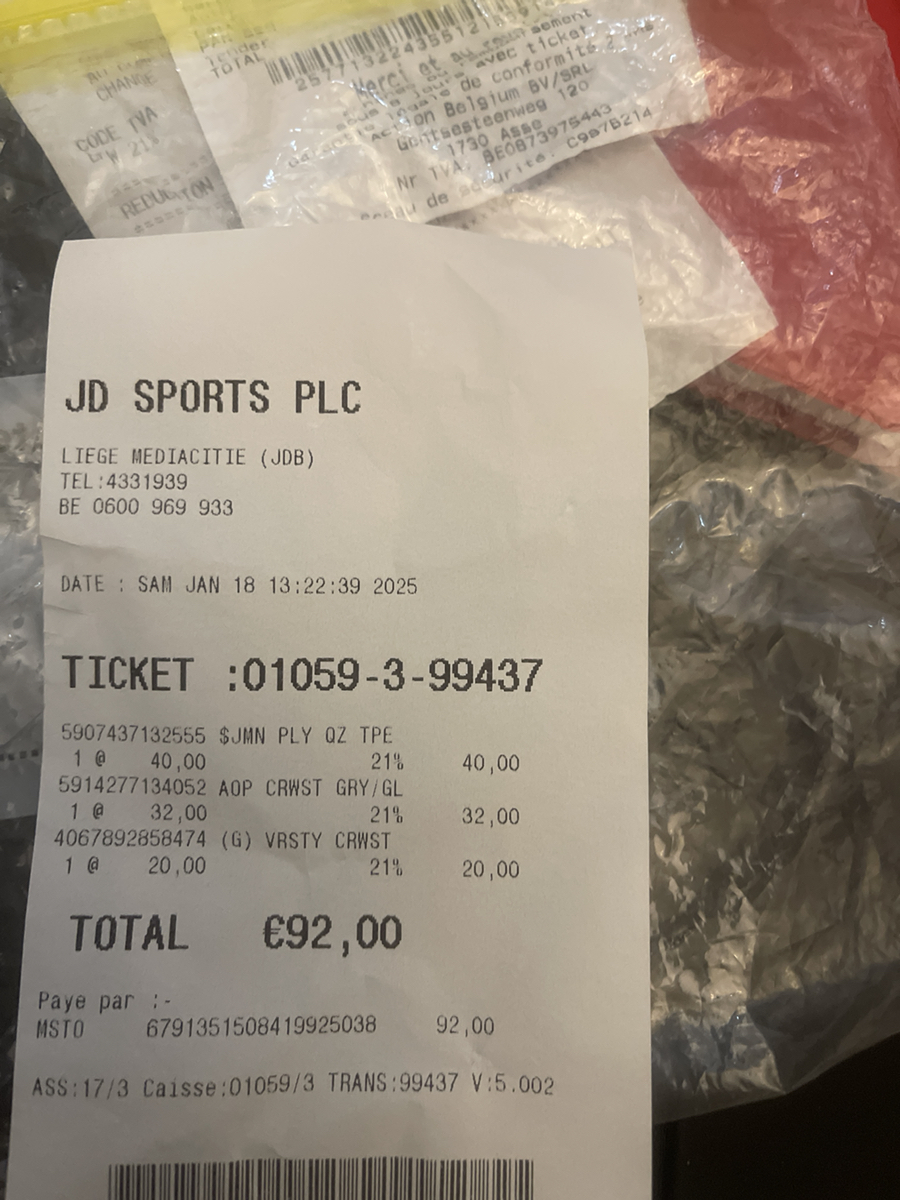 TOTAL
CHANGE
Merci et au
avec ticket
de conformité
Belgium BV/SRL
1730 Asse
Nr TVA: BE0873975443
C9a7B214
CODE TVA
JD SPORTS PLC
LIEGE MEDIACITIE (JDB)
TEL:4331939
BE 0600 969 933
DATE : SAM JAN 18 13:22:39 2025
TICKET :01059-3-99437
5907437132555 $JMN PLY QZ TPE
1 @ 40,00 21% 40,00
5914277134052 AOP CRWST GRY/GL
1 @ 32,00 21% 32,00
4067892858474 (G) VRSTY CRWST
1 @ 20,00 21% 20,00
TOTAL €92,00
Paye par :-
MSTO 6791351508419925038 92,00
ASS:17/3 Caisse:01059/3 TRANS:99437 V:5.002